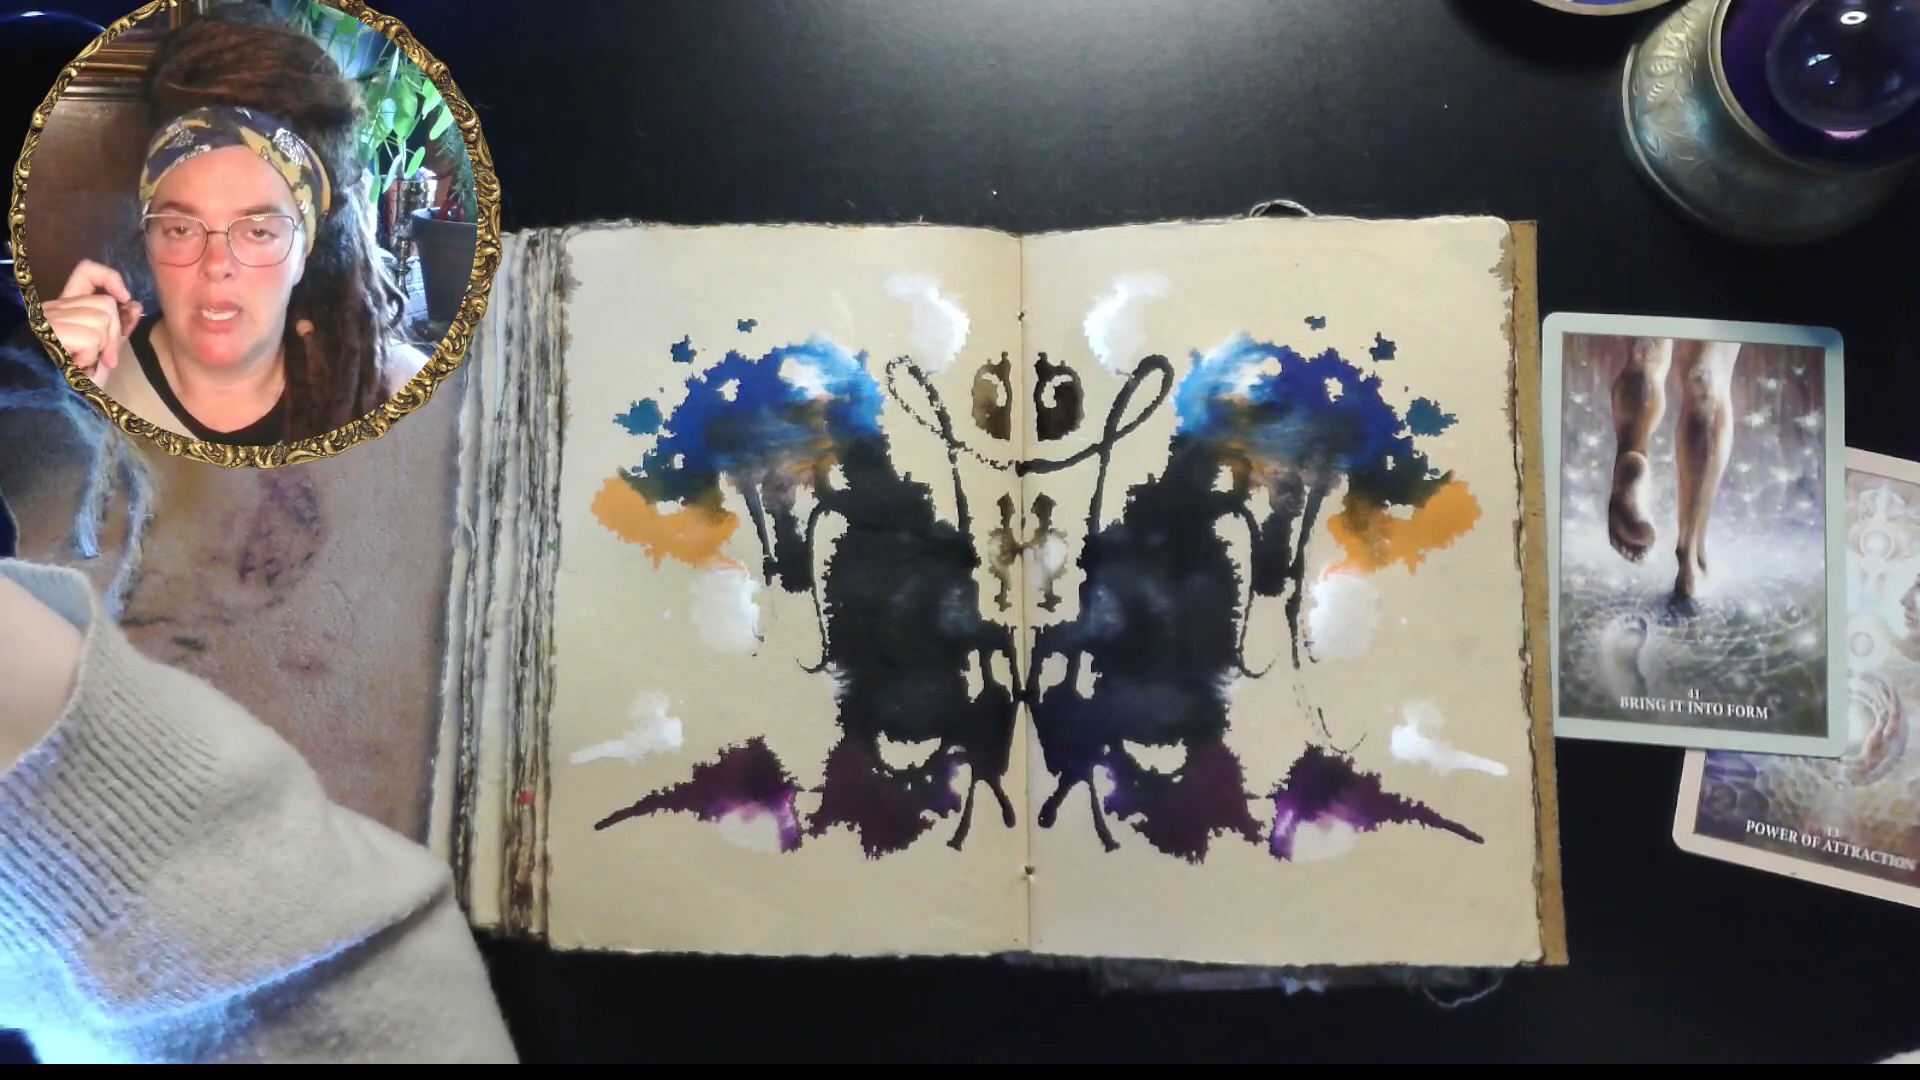 41
BRING IT INTO FORM
13
POWER OF ATTRACTION